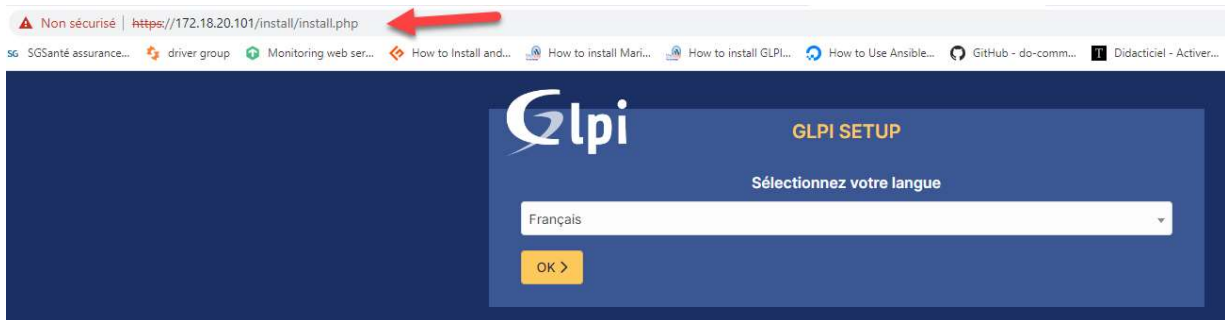 Non sécurisé | https://172.18.20.101/install/install.php
SG SGSanté assurance... driver group Monitoring web ser... How to Install and... How to install Mari... How to install GLPI... How to Use Ansible... GitHub - do-comm... T Didacticiel - Activer...
Glpi
GLPI SETUP
Sélectionnez votre langue
Français
OK >